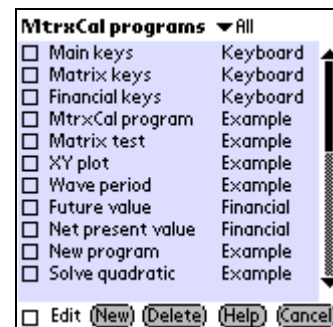 MtrxCal programs All
Main keys Keyboard
Matrix keys Keyboard
Financial keys Keyboard
MtrxCal program Example
Matrix test Example
XY plot Example
Wave period Example
Future value Financial
Net present value Financial
New program Example
Solve quadratic Example
Edit New Delete Help Cancel